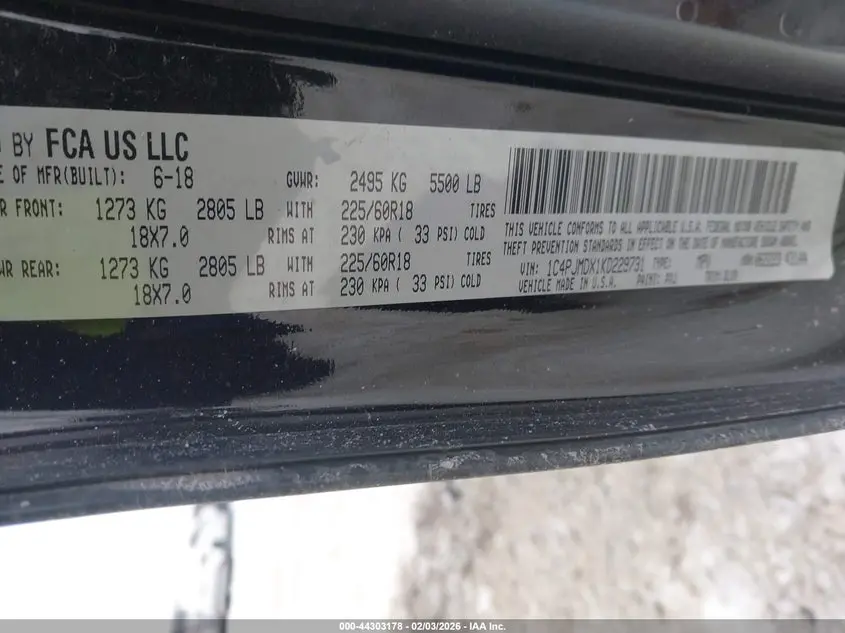 BY FCA US LLC
E OF MFR(BUILT): 6-18 GVWR: 2495 KG 5500 LB
R FRONT: 1273 KG 2805 LB WITH 225/60R18 TIRES
18X7.0 RIMS AT 230 KPA ( 33 PSI) COLD
WR REAR: 1273 KG 2805 LB WITH 225/60R18 TIRES
18X7.0 RIMS AT 230 KPA ( 33 PSI) COLD
THIS VEHICLE CONFORMS TO ALL APPLICABLE U.S.A. FEDERAL MOTOR VEHICLE SAFETY AND
THEFT PREVENTION STANDARDS IN EFFECT ON THE DATE OF MANUFACTURE SHOWN ABOVE.
VIN: 1C4PJMDX1KD229731 TYPE: MPV
VEHICLE MADE IN U.S.A. PAINT: TRIM:
000-44303178 - 02/03/2026 - IAA Inc.